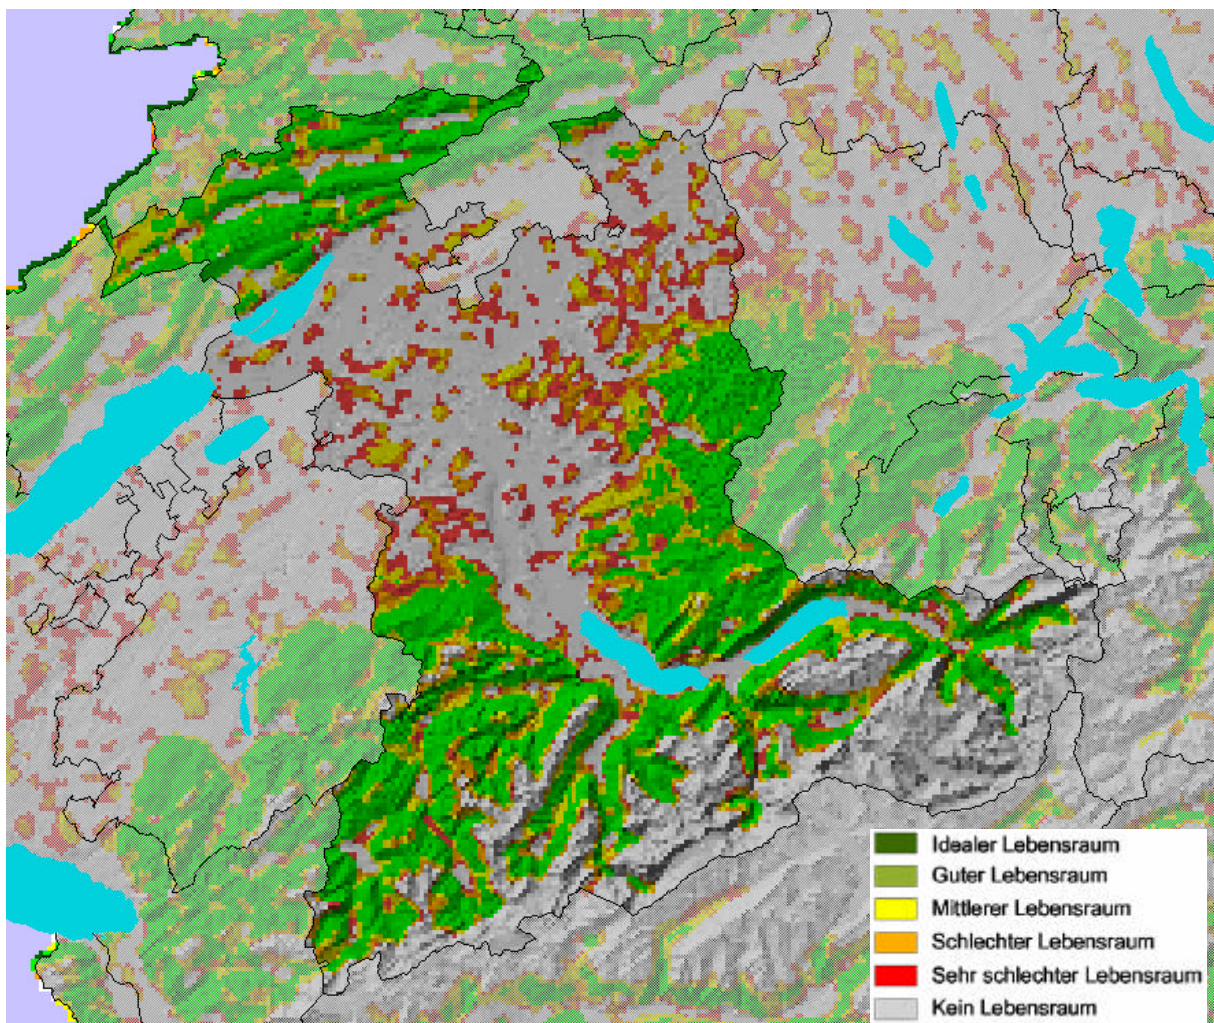 Idealer Lebensraum
Guter Lebensraum
Mittlerer Lebensraum
Schlechter Lebensraum
Sehr schlechter Lebensraum
Kein Lebensraum